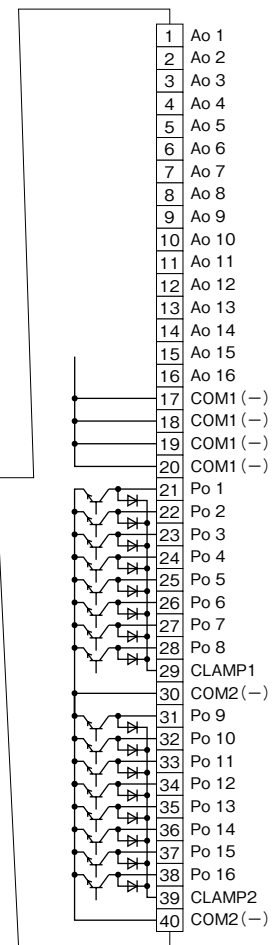 1 Ao 1
2 Ao 2
3 Ao 3
4 Ao 4
5 Ao 5
6 Ao 6
7 Ao 7
8 Ao 8
9 Ao 9
10 Ao 10
11 Ao 11
12 Ao 12
13 Ao 13
14 Ao 14
15 Ao 15
16 Ao 16
17 COM1(−)
18 COM1(−)
19 COM1(−)
20 COM1(−)
21 Po 1
22 Po 2
23 Po 3
24 Po 4
25 Po 5
26 Po 6
27 Po 7
28 Po 8
29 CLAMP1
30 COM2(−)
31 Po 9
32 Po 10
33 Po 11
34 Po 12
35 Po 13
36 Po 14
37 Po 15
38 Po 16
39 CLAMP2
40 COM2(−)